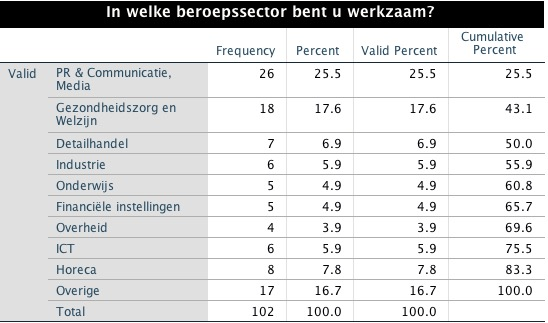 In welke beroepssector bent u werkzaam?
Cumulative
Frequency Percent Valid Percent Percent
Valid PR & Communicatie, 26 25.5 25.5 25.5
Media
Gezondheidszorg en 18 17.6 17.6 43.1
Welzijn
Detailhandel 7 6.9 6.9 50.0
Industrie 6 5.9 5.9 55.9
Onderwijs 5 4.9 4.9 60.8
Financiële instellingen 5 4.9 4.9 65.7
Overheid 4 3.9 3.9 69.6
ICT 6 5.9 5.9 75.5
Horeca 8 7.8 7.8 83.3
Overige 17 16.7 16.7 100.0
Total 102 100.0 100.0